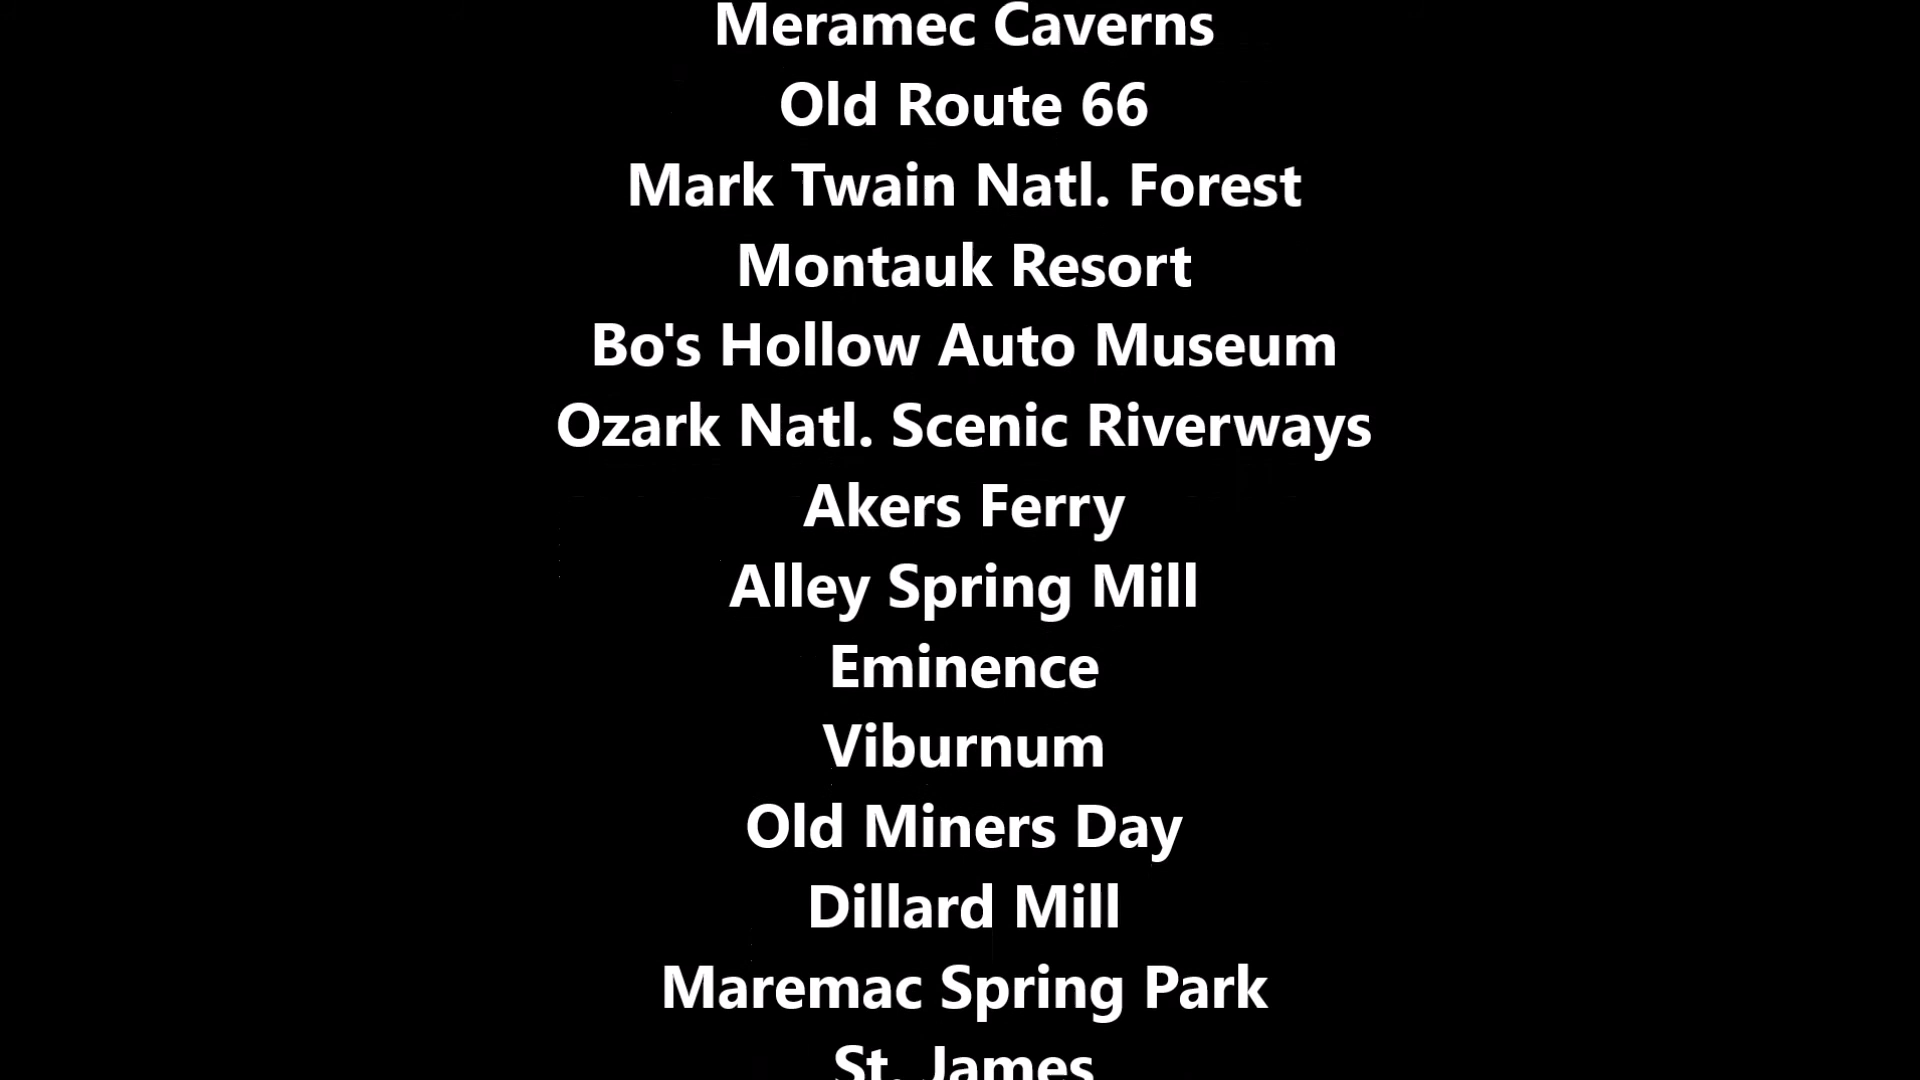 Meramec Caverns
Old Route 66
Mark Twain Natl. Forest
Montauk Resort
Bo's Hollow Auto Museum
Ozark Natl. Scenic Riverways
Akers Ferry
Alley Spring Mill
Eminence
Viburnum
Old Miners Day
Dillard Mill
Maremac Spring Park
St. James